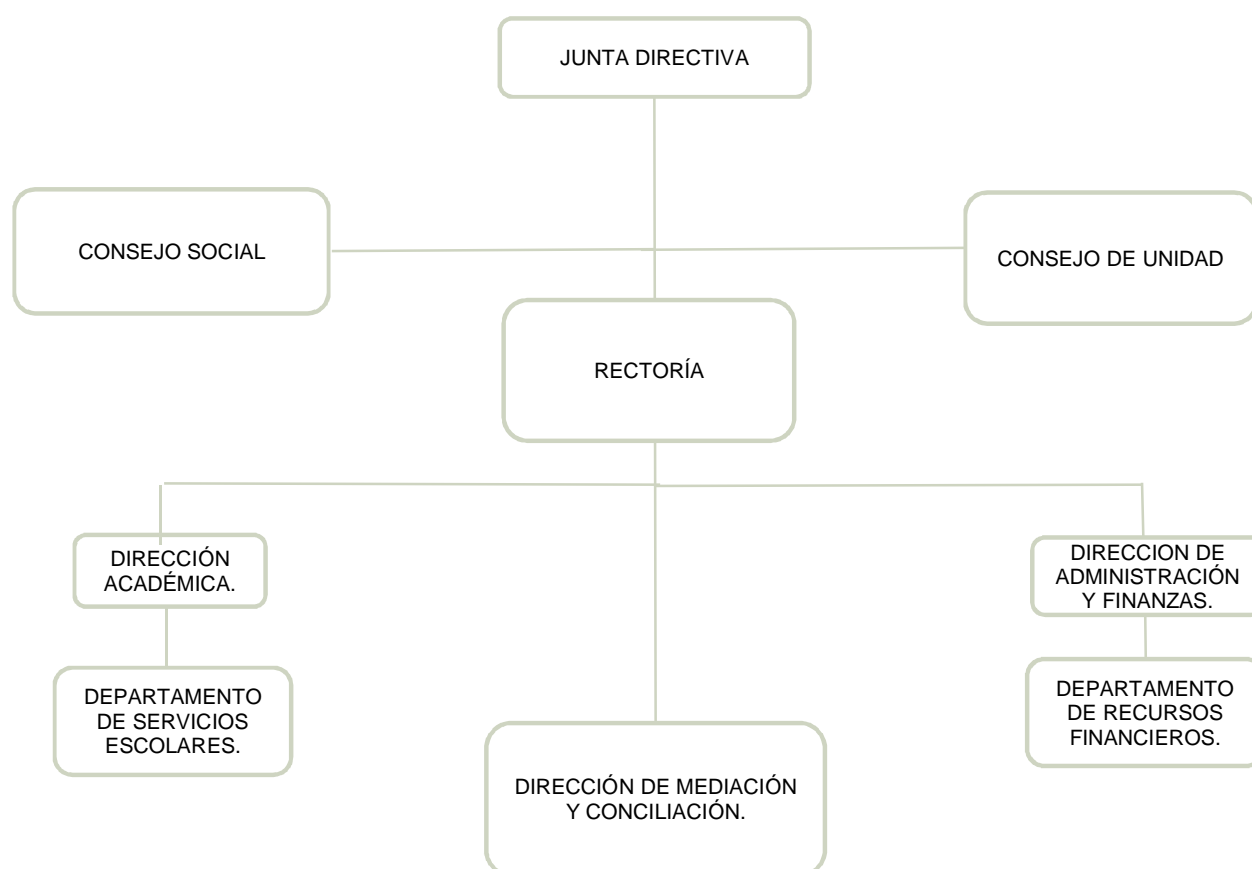 JUNTA DIRECTIVA
CONSEJO SOCIAL
CONSEJO DE UNIDAD
RECTORÍA
DIRECCIÓN
ACADÉMICA.
DIRECCION DE
ADMINISTRACIÓN
Y FINANZAS.
DEPARTAMENTO
DE SERVICIOS
ESCOLARES.
DEPARTAMENTO
DE RECURSOS
FINANCIEROS.
DIRECCIÓN DE MEDIACIÓN
Y CONCILIACIÓN.